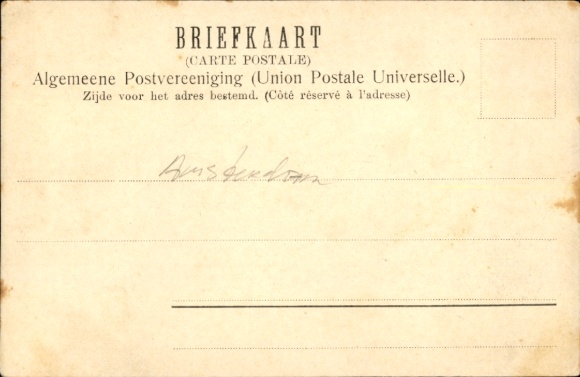 BRIEFKAART
(CARTE POSTALE)
Algemeene Postvereeniging (Union Postale Universelle.)
Zijde voor het adres bestemd. (Côté réservé à l'adresse)
Amsterdam